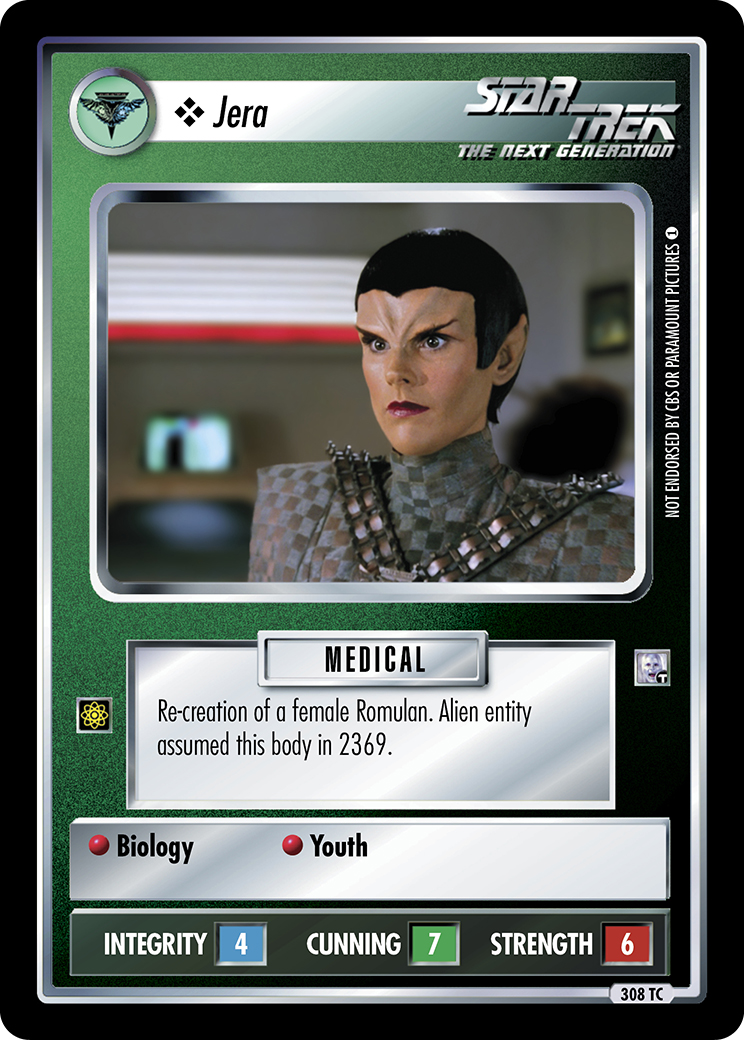 ❖ Jera
STAR TREK
THE NEXT GENERATION
NOT ENDORSED BY CBS OR PARAMOUNT PICTURES 1
MEDICAL
T
Re-creation of a female Romulan. Alien entity
assumed this body in 2369.
Biology Youth
INTEGRITY 4 CUNNING 7 STRENGTH 6
308 TC